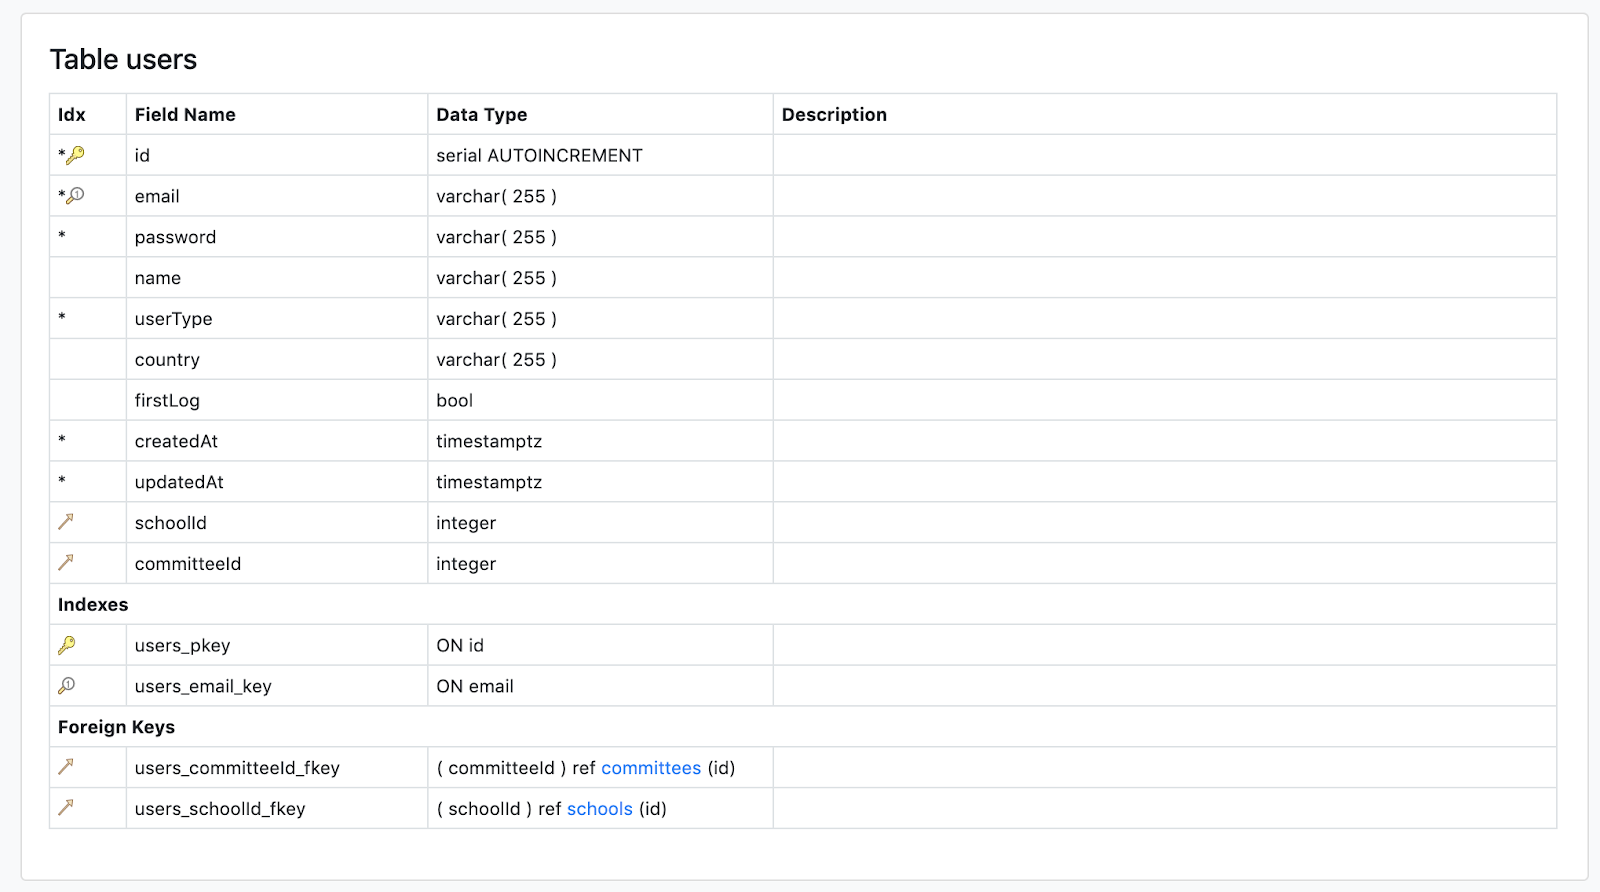 Table users
Idx Field Name Data Type Description
* id serial AUTOINCREMENT
* 1 email varchar( 255 )
* password varchar( 255 )
name varchar( 255 )
* userType varchar( 255 )
country varchar( 255 )
firstLog bool
* createdAt timestamptz
* updatedAt timestamptz
schoolId integer
committeeId integer
Indexes
users_pkey ON id
1 users_email_key ON email
Foreign Keys
users_committeeId_fkey ( committeeId ) ref committees (id)
users_schoolId_fkey ( schoolId ) ref schools (id)